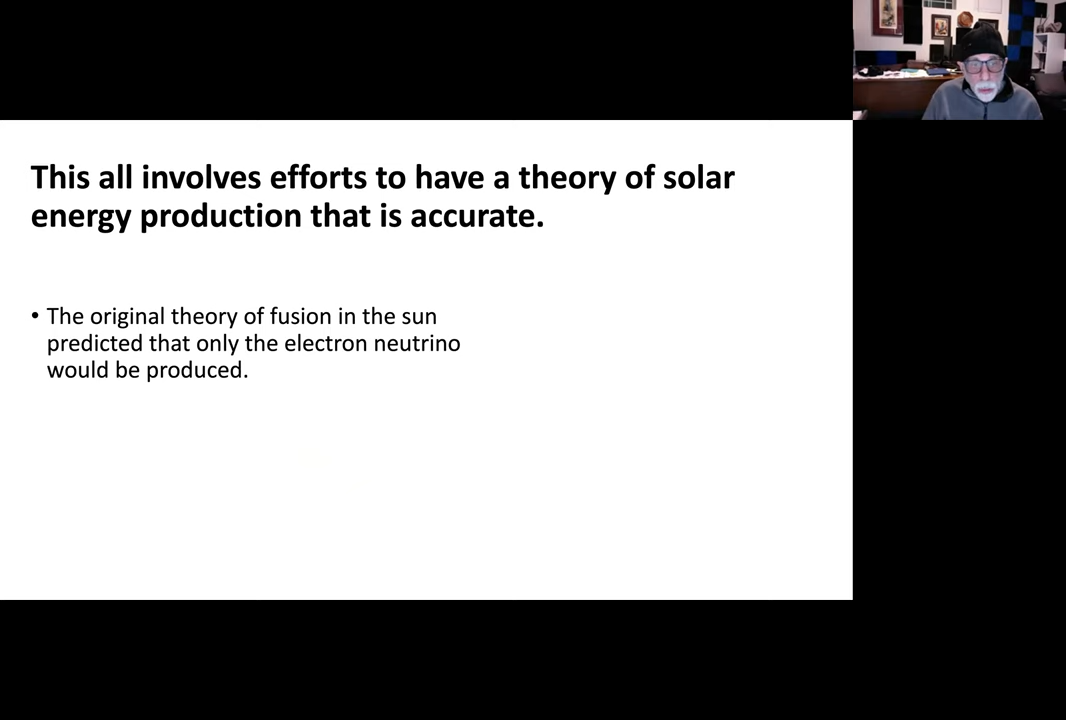 This all involves efforts to have a theory of solar
energy production that is accurate.
• The original theory of fusion in the sun
predicted that only the electron neutrino
would be produced.